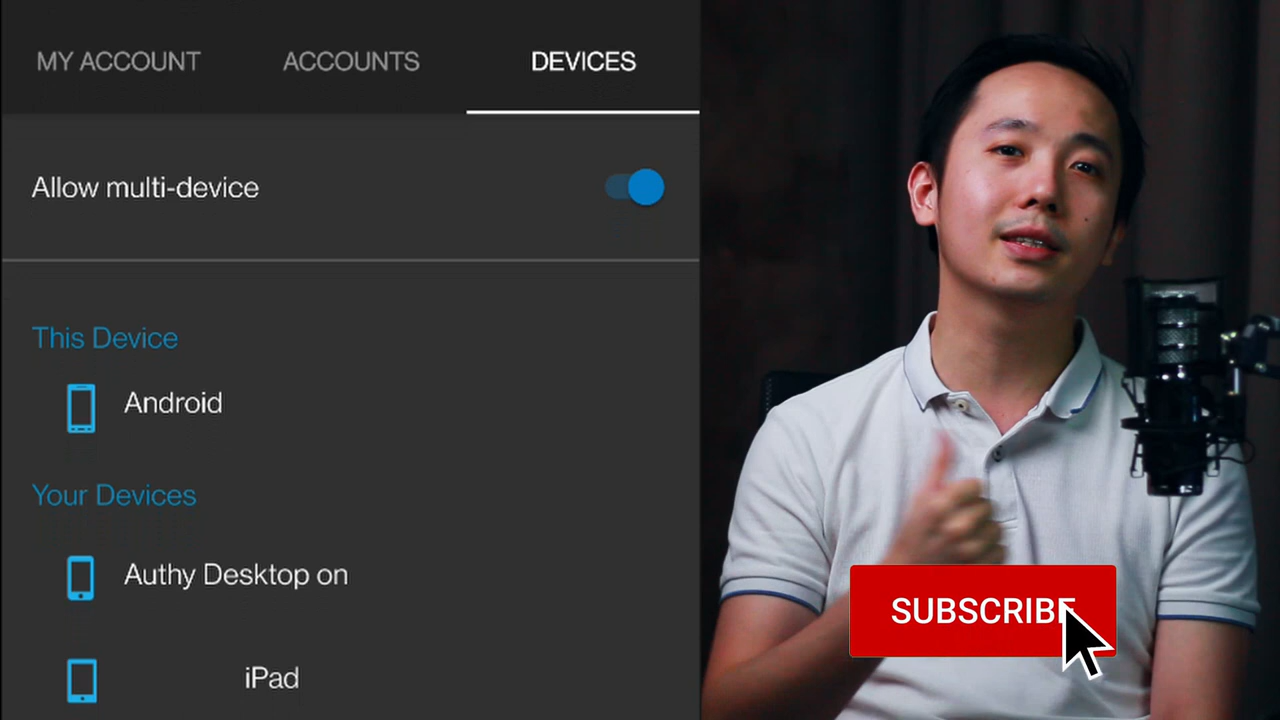 MY ACCOUNT ACCOUNTS DEVICES
Allow multi-device
This Device
Android
Your Devices
Authy Desktop on
iPad
SUBSCRIBE